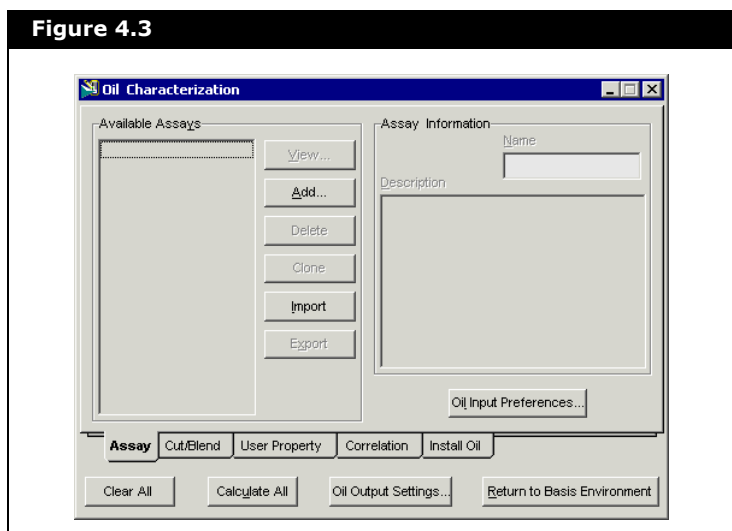 Figure 4.3
Oil Characterization
Available Assays
View...
Add...
Delete
Clone
Import
Export
Assay Information
Name
Description
Oil Input Preferences...
Assay
Cut/Blend
User Property
Correlation
Install Oil
Clear All
Calculate All
Oil Output Settings...
Return to Basis Environment